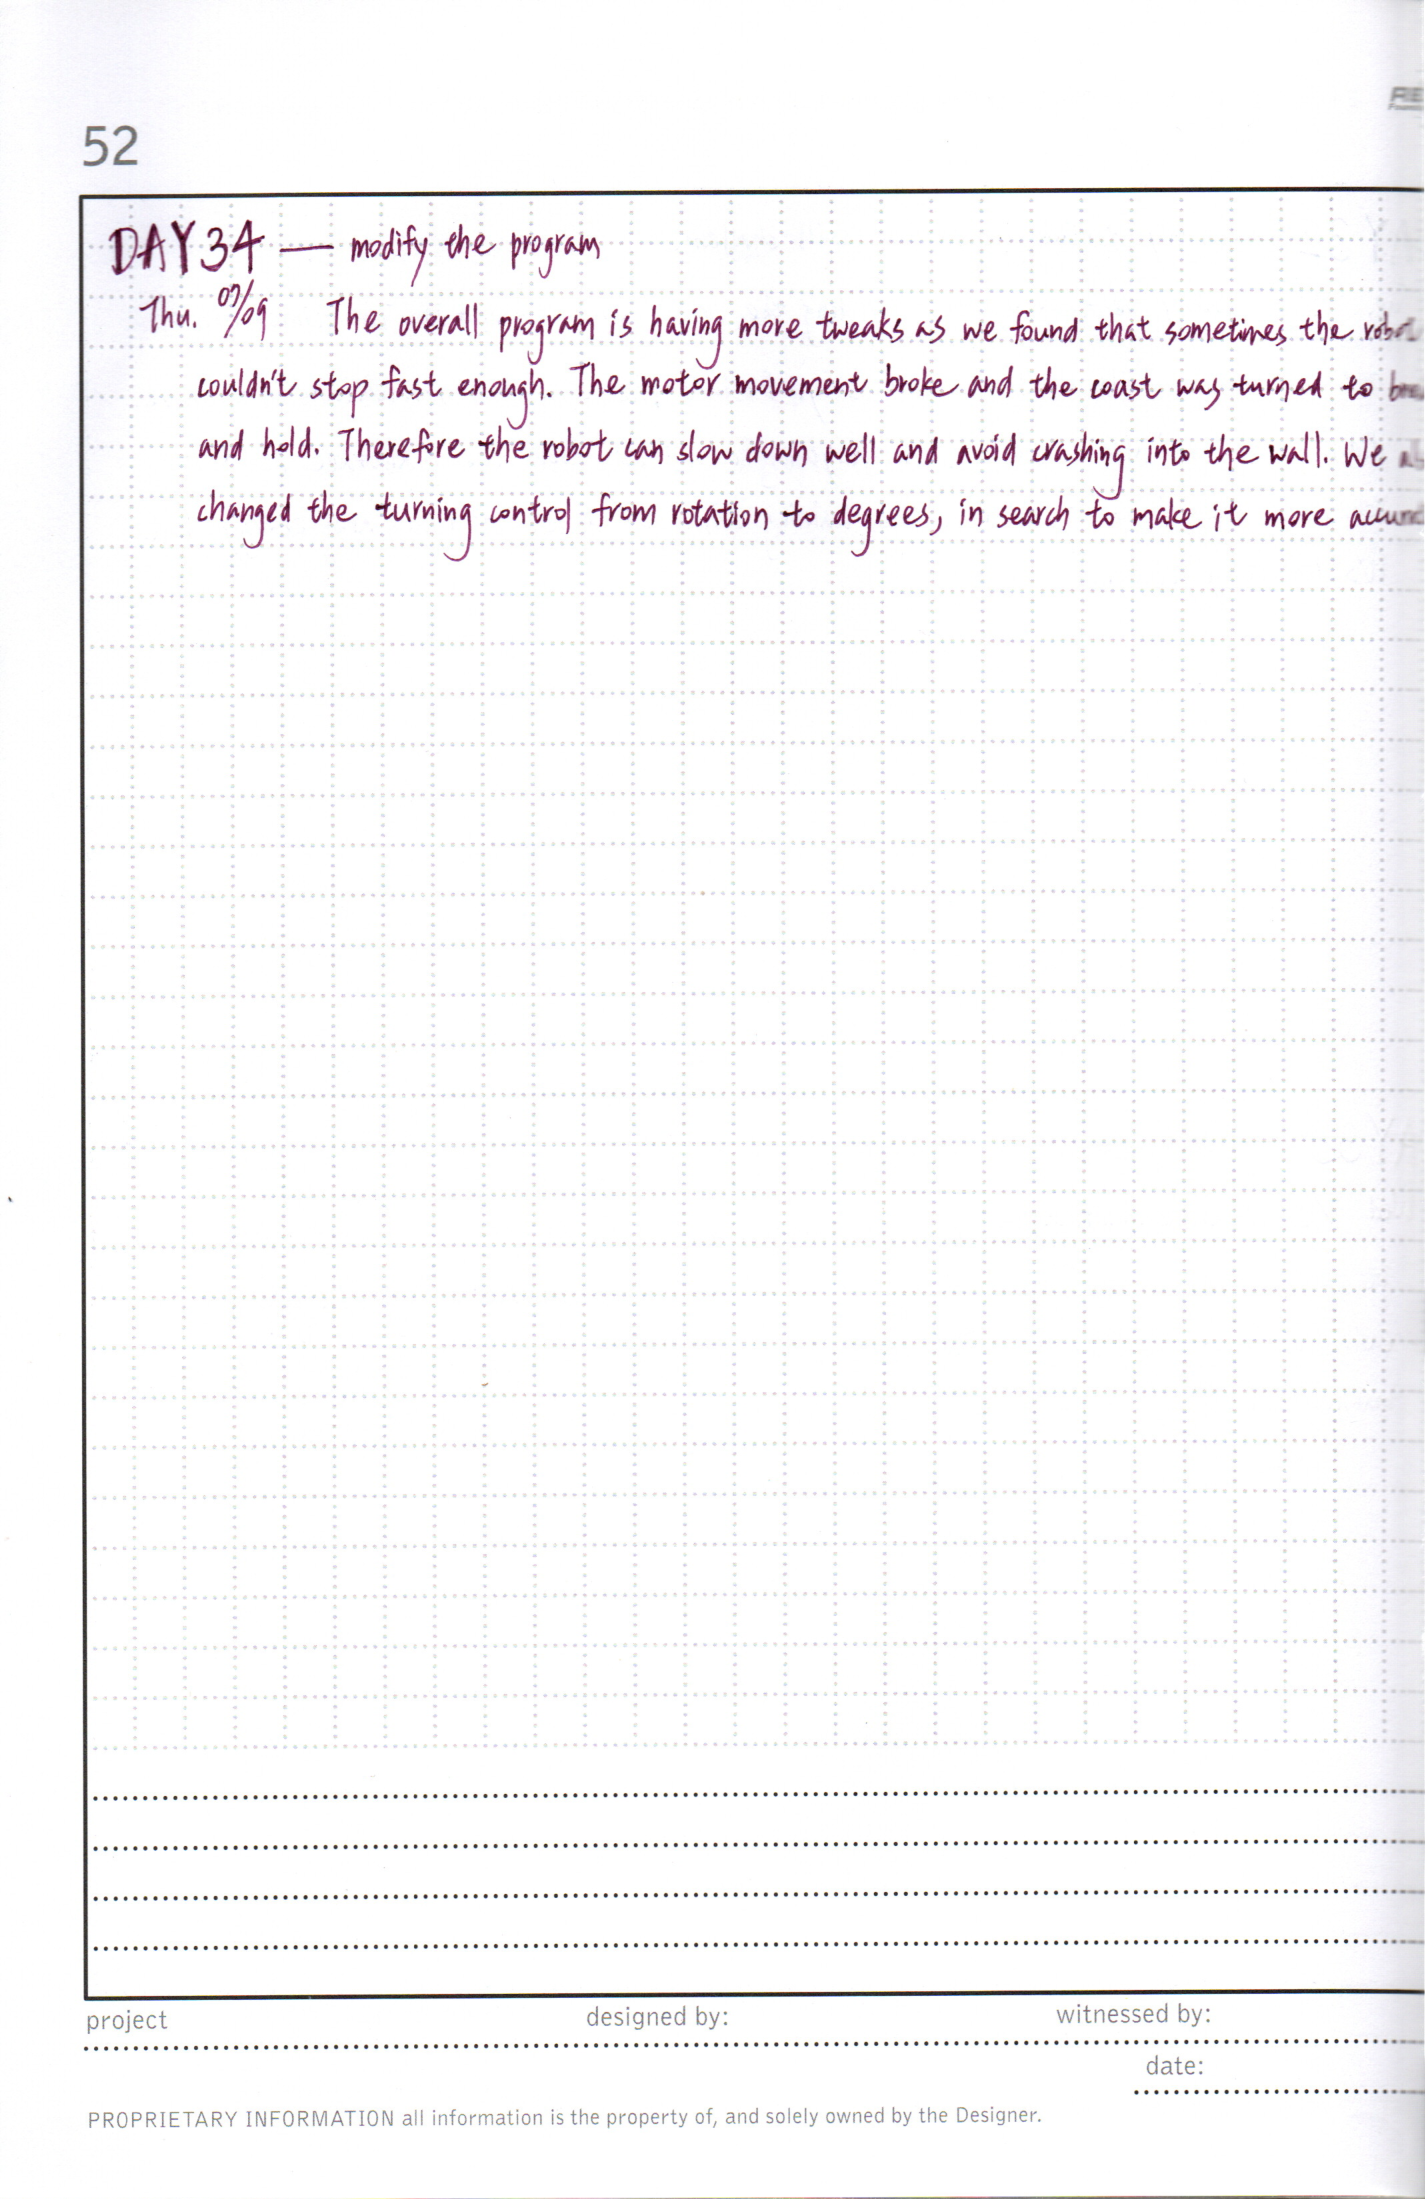 52
DAY 34 — modify the program
Thu. 07/09 The overall program is having more tweaks as we found that sometimes the robot
couldn't stop fast enough. The motor movement broke and the coast was turned to
and hold. Therefore the robot can slow down well and avoid crashing into the wall. We
changed the turning control from rotation to degrees, in search to make it more
project designed by: witnessed by:
date:
PROPRIETARY INFORMATION all information is the property of, and solely owned by the Designer.